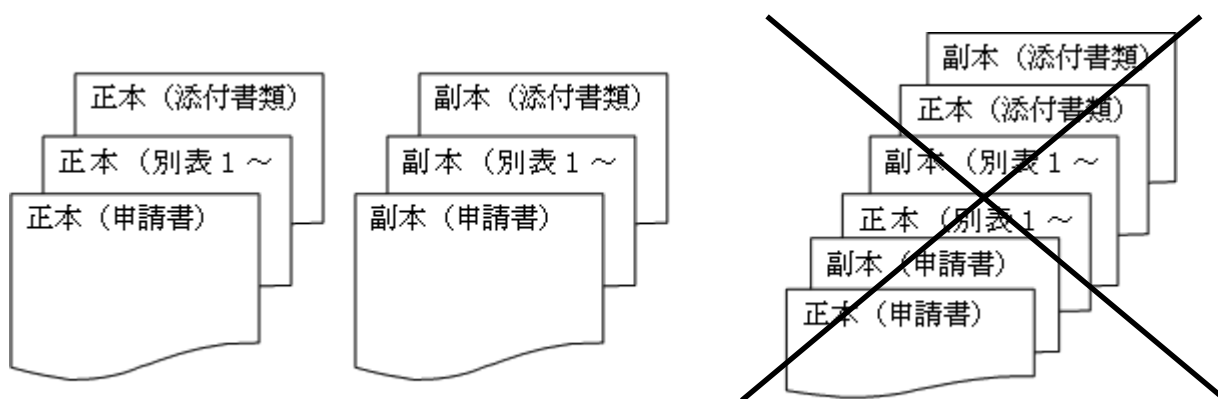 正本（添付書類）
正本（別表１～
正本（申請書）
副本（添付書類）
副本（別表１～
副本（申請書）
副本（添付書類）
正本（添付書類）
副本（別表１～
正本（別表１～
副本（申請書）
正本（申請書）